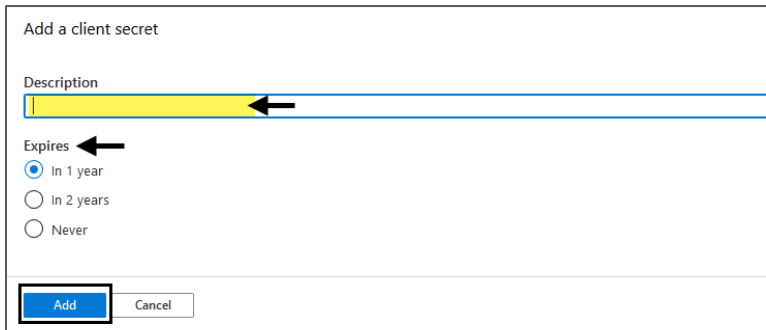 Add a client secret
Description
Expires
In 1 year
In 2 years
Never
Add Cancel